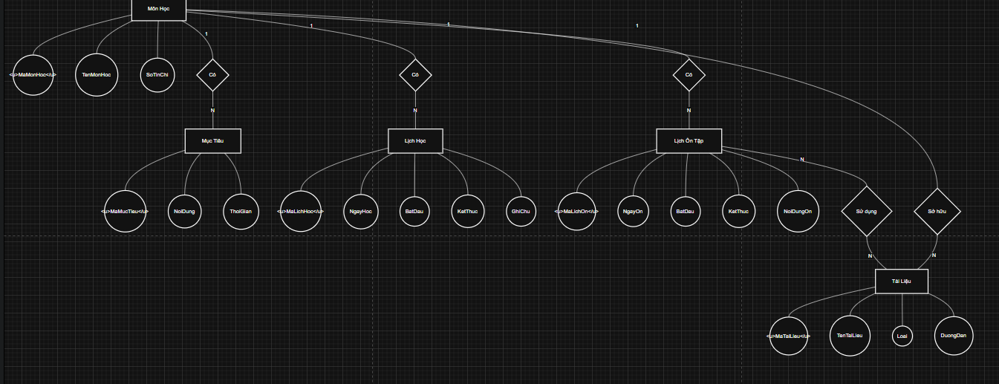 Môn Học
1
1
1
1
<u>MaMonHoc</u>
TenMonHoc
SoTinChi
Có
Có
Có
N
N
N
Mục Tiêu
Lịch Học
Lịch Ôn Tập
N
<u>MaMucTieu</u>
NoiDung
ThoiGian
<u>MaLichHoc</u>
NgayHoc
BatDau
KetThuc
GhiChu
<u>MaLichOn</u>
NgayOn
BatDau
KetThuc
NoiDungOn
Sử dụng
Sở hữu
N
N
Tài Liệu
<u>MaTaiLieu</u>
TenTaiLieu
Loai
DuongDan